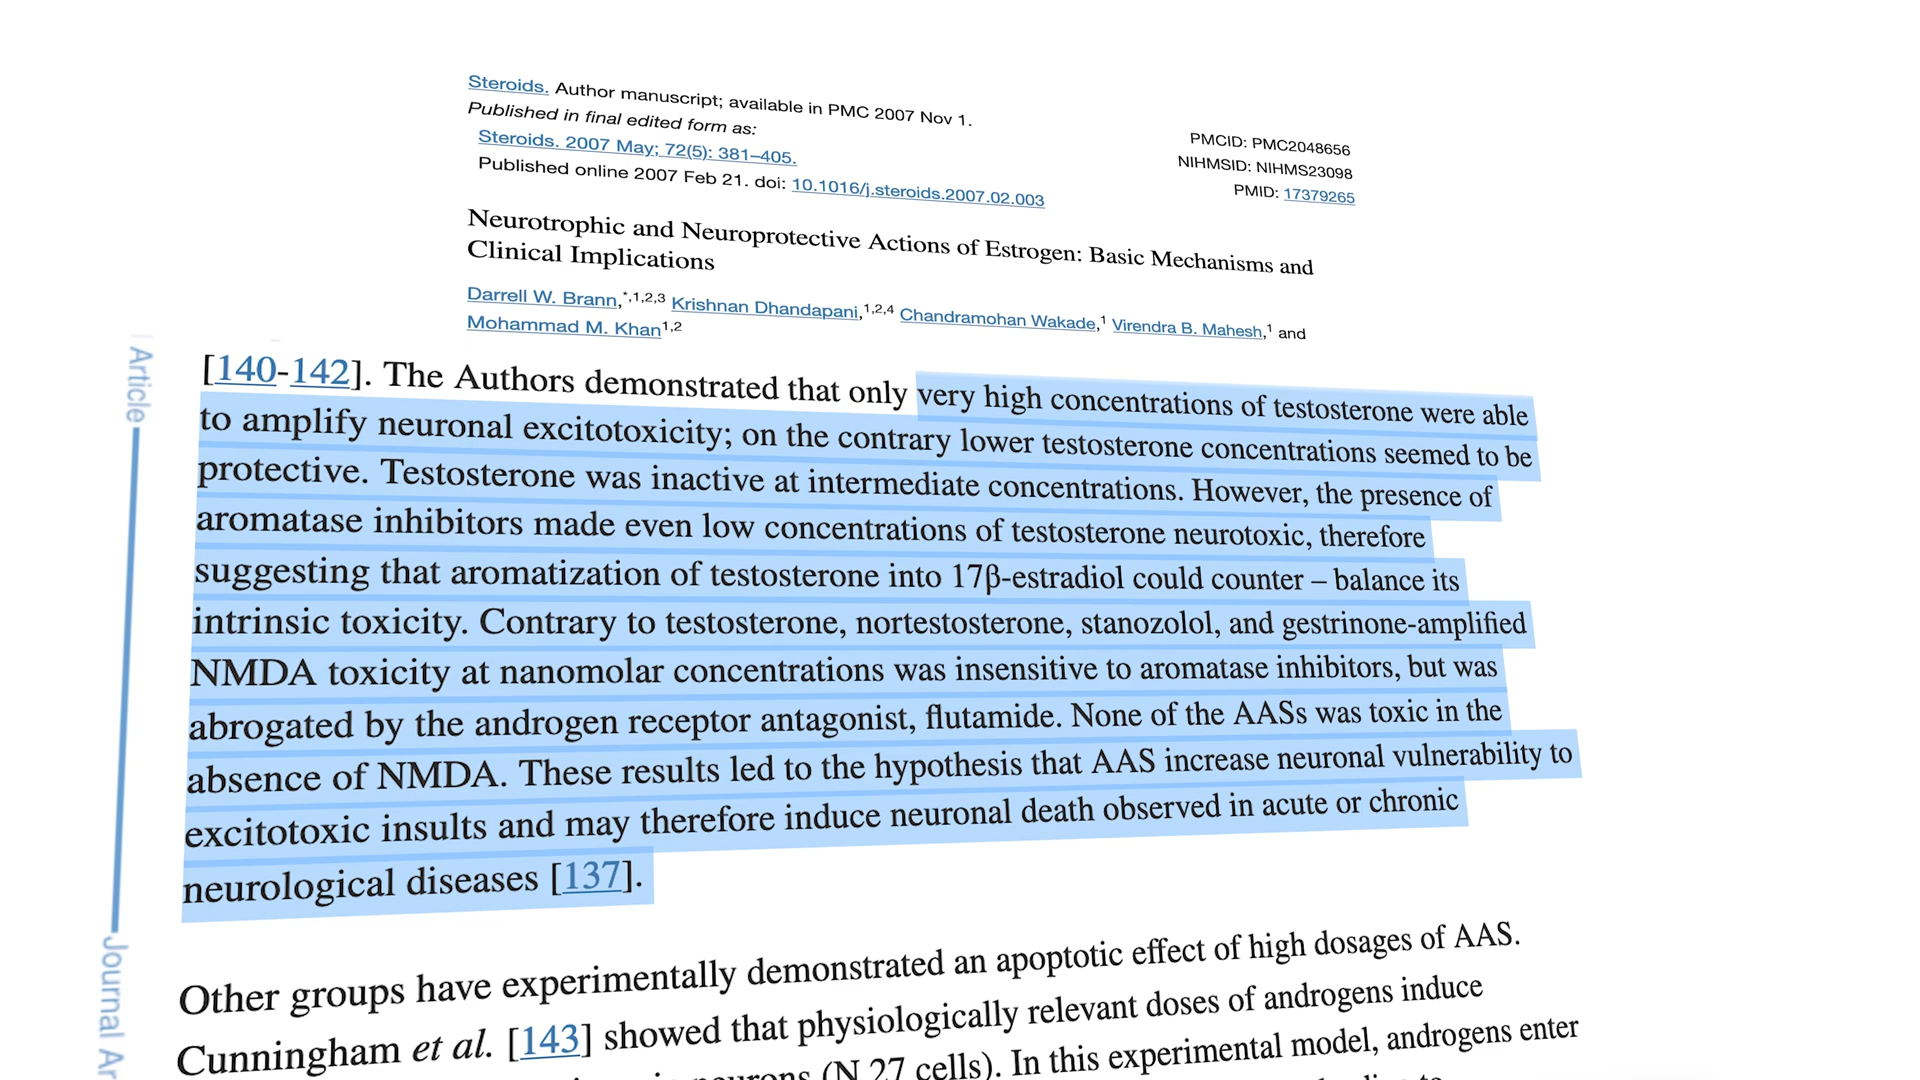 Steroids. Author manuscript; available in PMC 2007 Nov 1.
Published in final edited form as:
Steroids. 2007 May; 72(5): 381–405.
Published online 2007 Feb 21. doi: 10.1016/j.steroids.2007.02.003
PMCID: PMC2048656
NIHMSID: NIHMS23098
PMID: 17379265
Neurotrophic and Neuroprotective Actions of Estrogen: Basic Mechanisms and
Clinical Implications
Darrell W. Brann,*,1,2,3 Krishnan Dhandapani,1,2,4 Chandramohan Wakade,1 Virendra B. Mahesh,1 and
Mohammad M. Khan1,2
Article
Journal Ar
[140-142]. The Authors demonstrated that only very high concentrations of testosterone were able
to amplify neuronal excitotoxicity; on the contrary lower testosterone concentrations seemed to be
protective. Testosterone was inactive at intermediate concentrations. However, the presence of
aromatase inhibitors made even low concentrations of testosterone neurotoxic, therefore
suggesting that aromatization of testosterone into 17β-estradiol could counter – balance its
intrinsic toxicity. Contrary to testosterone, nortestosterone, stanozolol, and gestrinone-amplified
NMDA toxicity at nanomolar concentrations was insensitive to aromatase inhibitors, but was
abrogated by the androgen receptor antagonist, flutamide. None of the AASs was toxic in the
absence of NMDA. These results led to the hypothesis that AAS increase neuronal vulnerability to
excitotoxic insults and may therefore induce neuronal death observed in acute or chronic
neurological diseases [137].
Other groups have experimentally demonstrated an apoptotic effect of high dosages of AAS.
Cunningham et al. [143] showed that physiologically relevant doses of androgens induce
neurons (N 27 cells). In this experimental model, androgens enter